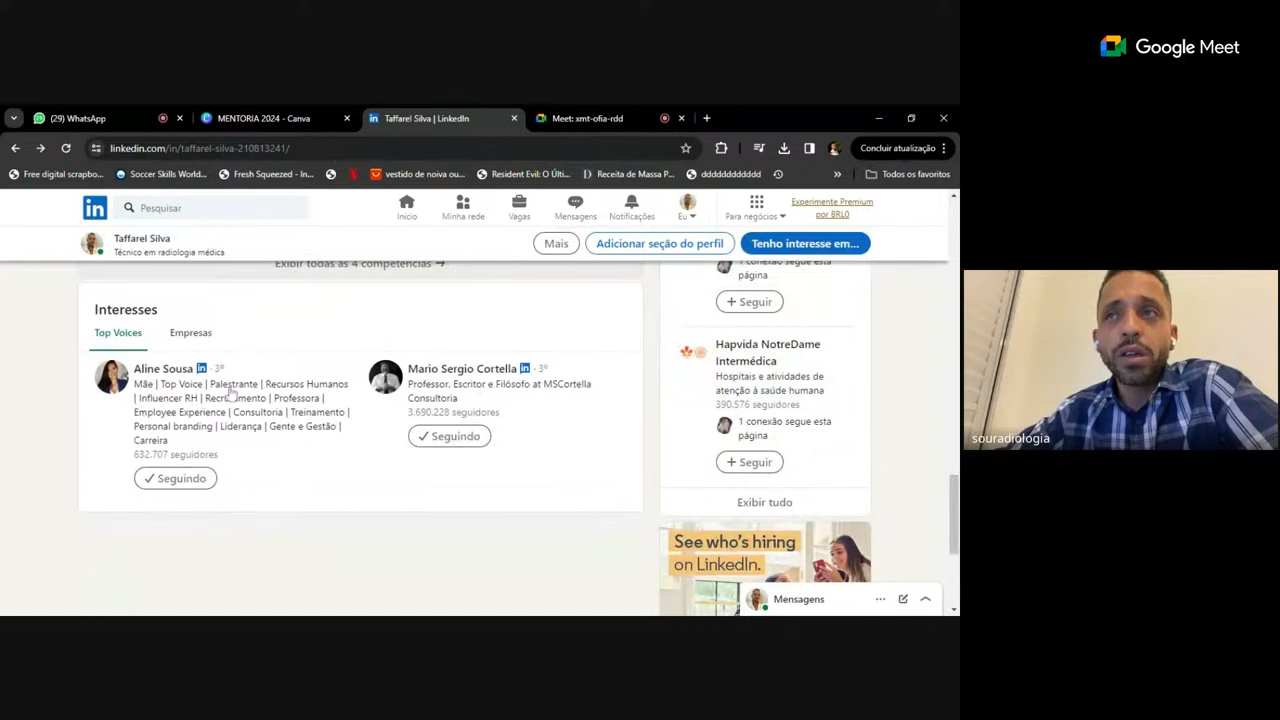 Google Meet
(29) WhatsApp
MENTORIA 2024 - Canva
Taffarel Silva | LinkedIn
Meet: xmt-ofia-rdd
linkedin.com/in/taffarel-silva-210813241/
Concluir atualização
Free digital scrapbo...
Soccer Skills World...
Fresh Squeezed - In...
vestido de noiva ou...
Resident Evil: O Últi...
Receita de Massa P...
dddddddddddd
Todos os favoritos
Pesquisar
Início
Minha rede
Vagas
Mensagens
Notificações
Eu
Para negócios
Experimente Premium
por BRL0
Taffarel Silva
Técnico em radiologia médica
Mais
Adicionar seção do perfil
Tenho interesse em...
Exibir todas as 4 competências →
Interesses
Top Voices
Empresas
Aline Sousa in · 3º
Mãe | Top Voice | Palestrante | Recursos Humanos
| Influencer RH | Recrutamento | Professora |
Employee Experience | Consultoria | Treinamento |
Personal branding | Liderança | Gente e Gestão |
Carreira
632.707 seguidores
Seguindo
Mario Sergio Cortella in · 3º
Professor. Escritor e Filósofo at MSCortella
Consultoria
3.690.228 seguidores
Seguindo
1 conexão segue esta
página
+ Seguir
Hapvida NotreDame
Intermédica
Hospitais e atividades de
atenção à saúde humana
390.576 seguidores
1 conexão segue esta
página
+ Seguir
Exibir tudo
See who's hiring
on LinkedIn.
Mensagens
souradiologia